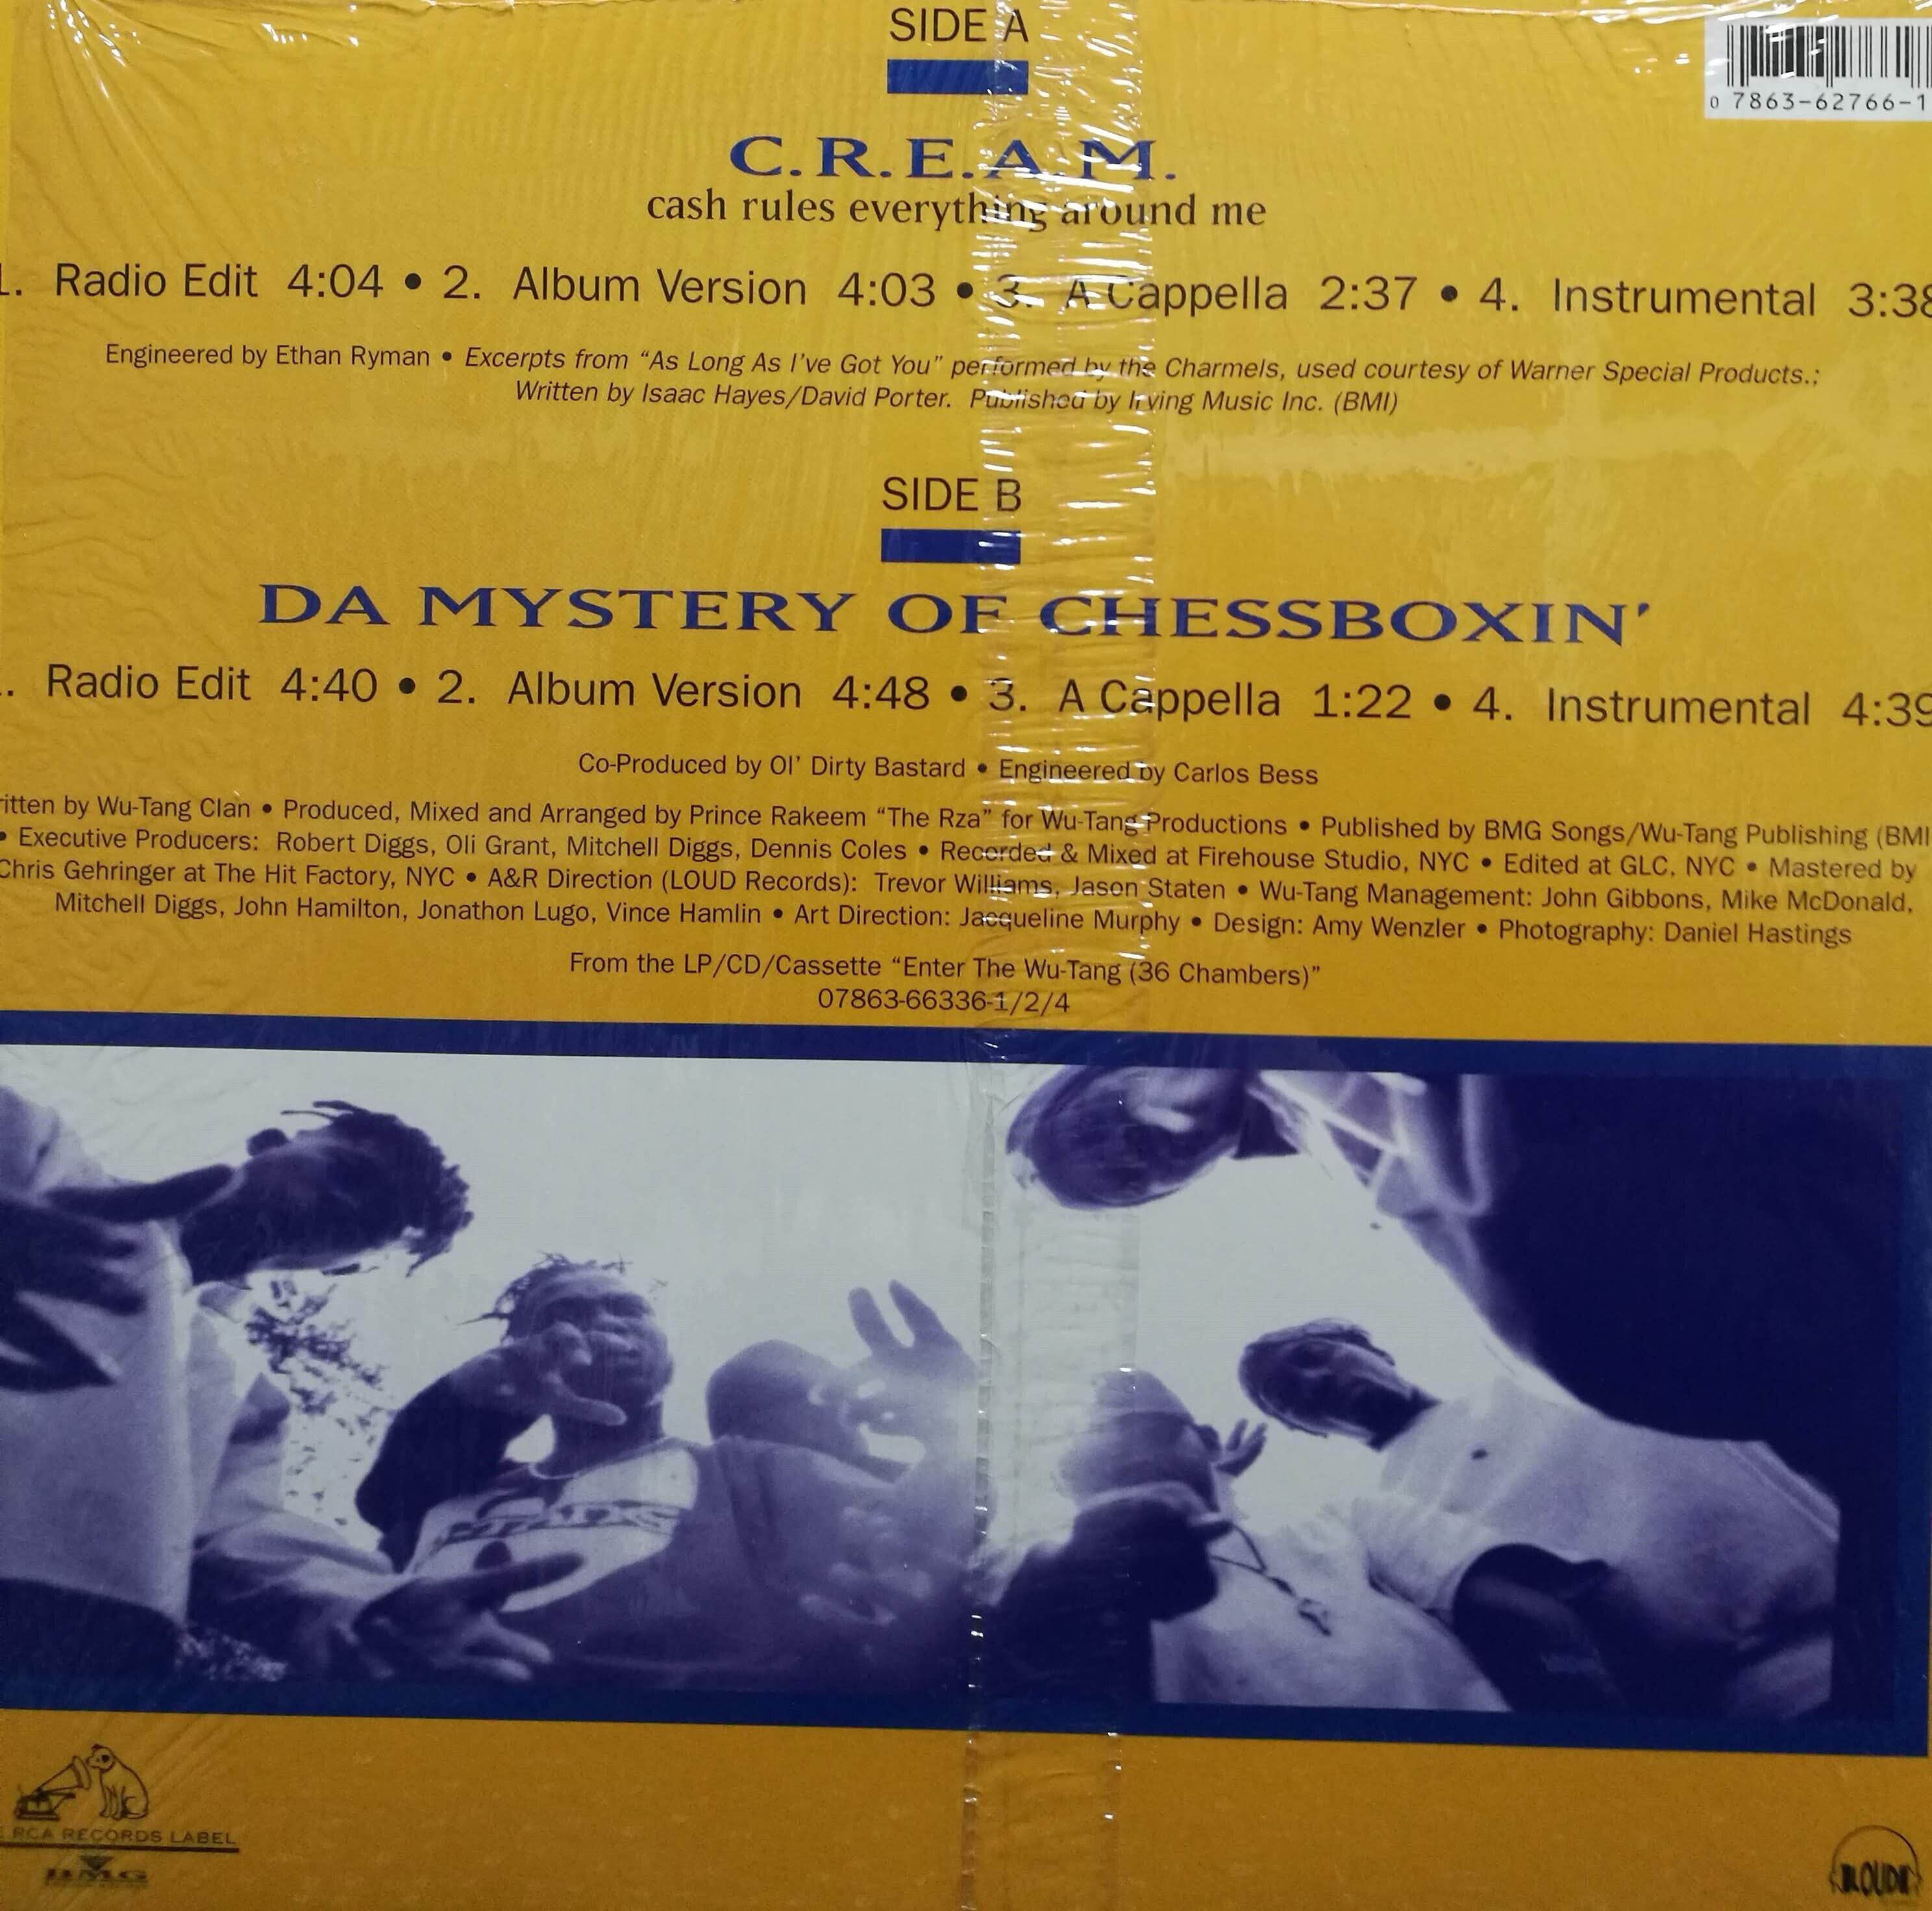 SIDE A
0 7863-62766-1
C.R.E.A.M.
cash rules everything around me
1. Radio Edit 4:04 • 2. Album Version 4:03 • 3. A Cappella 2:37 • 4. Instrumental 3:38
Engineered by Ethan Ryman • Excerpts from “As Long As I’ve Got You” performed by the Charmels, used courtesy of Warner Special Products.;
Written by Isaac Hayes/David Porter. Published by Irving Music Inc. (BMI)
SIDE B
DA MYSTERY OF CHESSBOXIN’
. Radio Edit 4:40 • 2. Album Version 4:48 • 3. A Cappella 1:22 • 4. Instrumental 4:39
Co-Produced by Ol’ Dirty Bastard • Engineered by Carlos Bess
ritten by Wu-Tang Clan • Produced, Mixed and Arranged by Prince Rakeem “The Rza” for Wu-Tang Productions • Published by BMG Songs/Wu-Tang Publishing (BMI
• Executive Producers: Robert Diggs, Oli Grant, Mitchell Diggs, Dennis Coles • Recorded & Mixed at Firehouse Studio, NYC • Edited at GLC, NYC • Mastered by
Chris Gehringer at The Hit Factory, NYC • A&R Direction (LOUD Records): Trevor Williams, Jason Staten • Wu-Tang Management: John Gibbons, Mike McDonald,
Mitchell Diggs, John Hamilton, Jonathon Lugo, Vince Hamlin • Art Direction: Jacqueline Murphy • Design: Amy Wenzler • Photography: Daniel Hastings
From the LP/CD/Cassette “Enter The Wu-Tang (36 Chambers)”
07863-66336-1/2/4
RCA RECORDS LABEL
BMG
LOUD